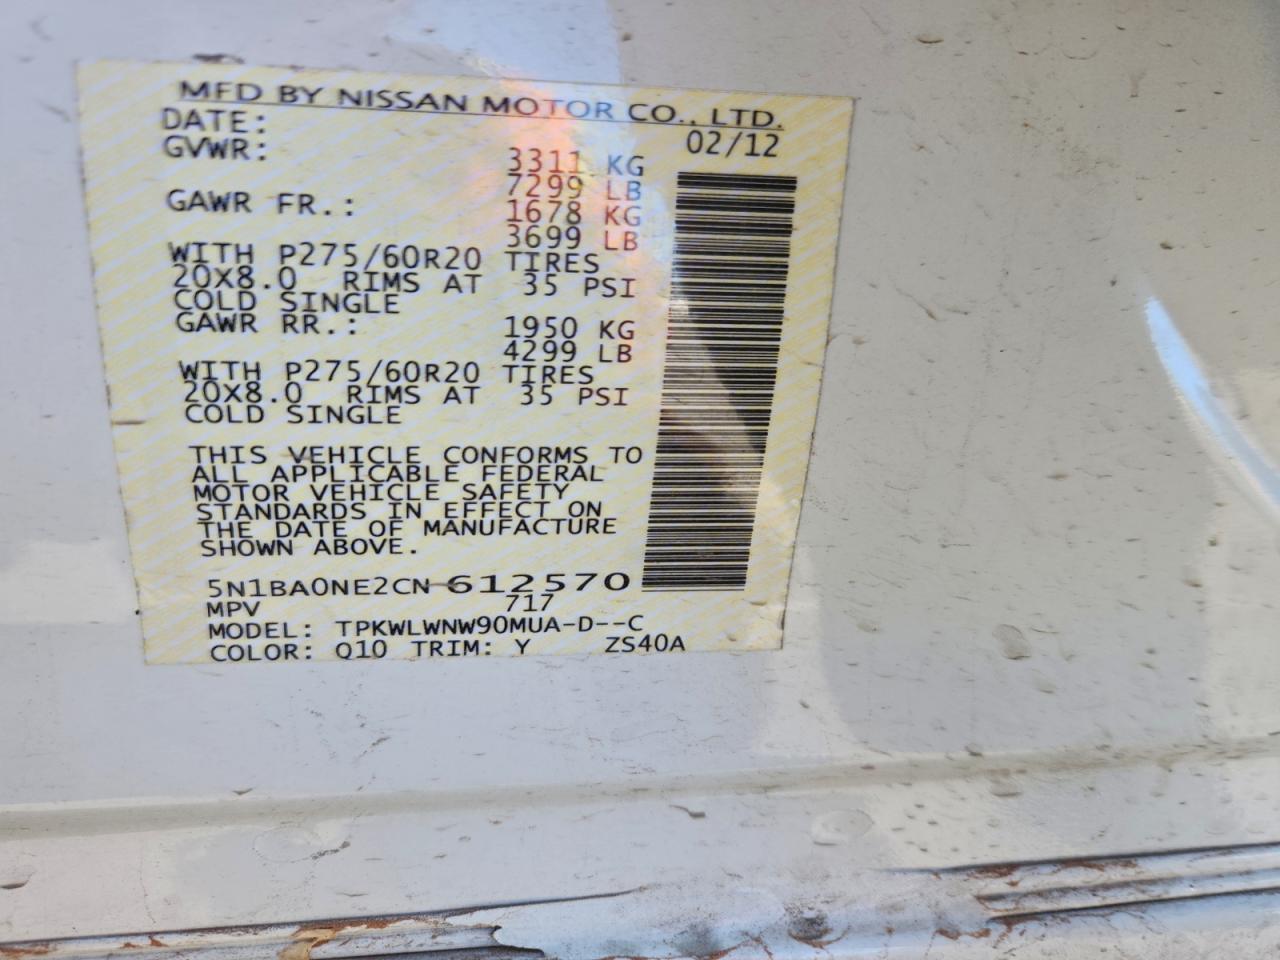 MFD BY NISSAN MOTOR CO., LTD.
DATE: 02/12
GVWR: 3311 KG
7299 LB
GAWR FR.: 1678 KG
3699 LB
WITH P275/60R20 TIRES
20X8.0 RIMS AT 35 PSI
COLD SINGLE
GAWR RR.: 1950 KG
4299 LB
WITH P275/60R20 TIRES
20X8.0 RIMS AT 35 PSI
COLD SINGLE
THIS VEHICLE CONFORMS TO
ALL APPLICABLE FEDERAL
MOTOR VEHICLE SAFETY
STANDARDS IN EFFECT ON
THE DATE OF MANUFACTURE
SHOWN ABOVE.
5N1BA0NE2CN-612570
MPV 717
MODEL: TPKWLWNW90MUA-D--C
COLOR: Q10 TRIM: Y ZS40A